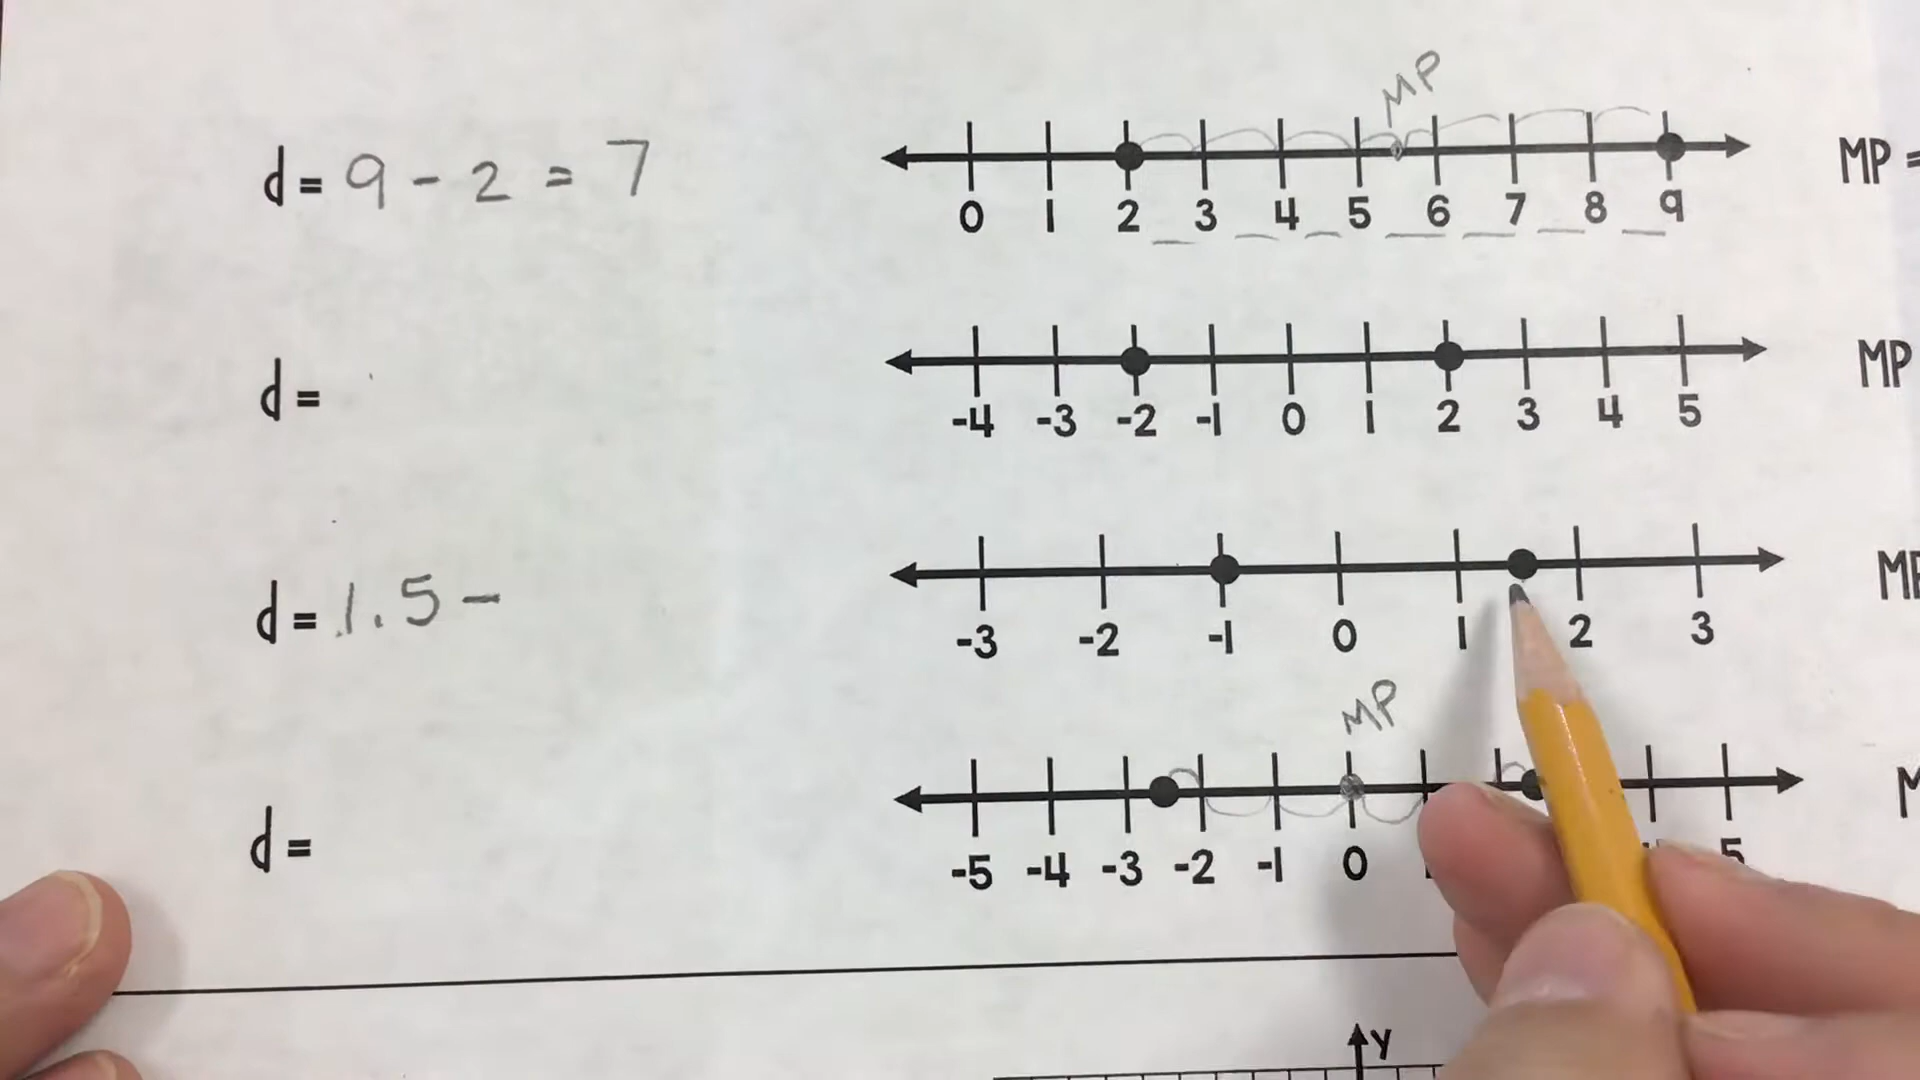 MP
d = 9 - 2 = 7
0 1 2 3 4 5 6 7 8 9
MP =
d =
-4 -3 -2 -1 0 1 2 3 4 5
MP
d = 1.5 -
-3 -2 -1 0 1 2 3
MP
d =
-5 -4 -3 -2 -1 0 5
Y